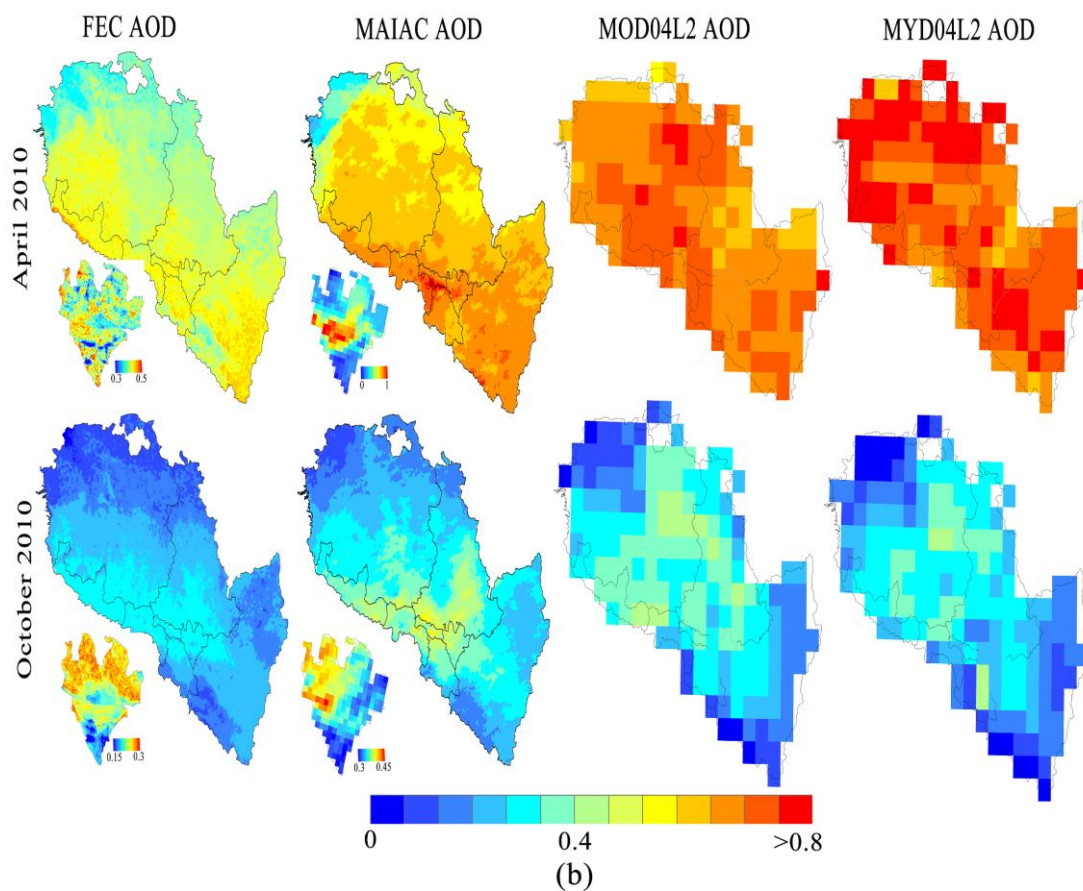 FEC AOD MAIAC AOD MOD04L2 AOD MYD04L2 AOD
April 2010
0.3 0.5
0 1
October 2010
0.15 0.3
0.3 0.45
0 0.4 >0.8
(b)